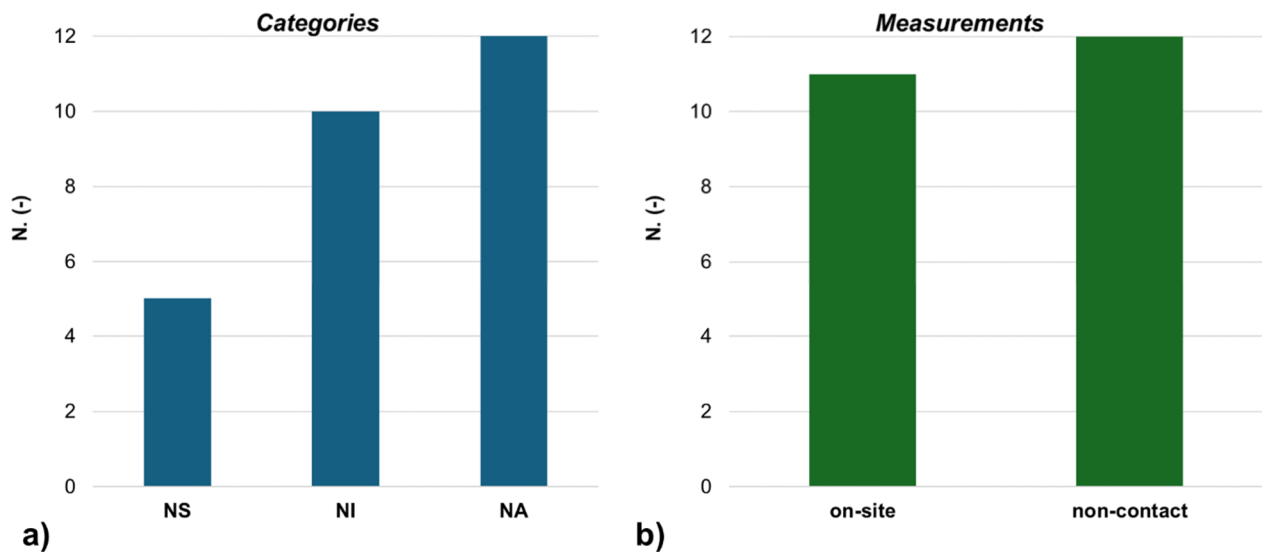 Categories
12
10
8
6
4
2
0
N. (-)
NS NI NA
a)
Measurements
12
10
8
6
4
2
0
N. (-)
on-site non-contact
b)